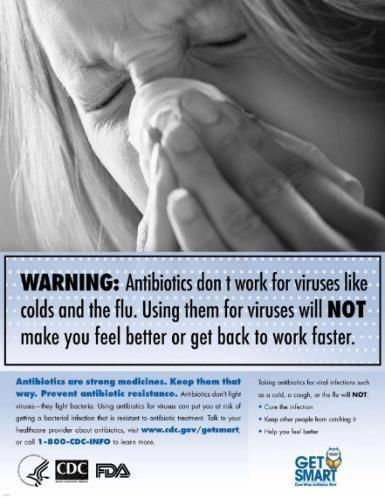 WARNING: Antibiotics don t work for viruses like
colds and the flu. Using them for viruses will NOT
make you feel better or get back to work faster.
Antibiotics are strong medicines. Keep them that
way. Prevent antibiotic resistance. Antibiotics don't fight
viruses—they fight bacteria. Using antibiotics for viruses can put you at risk of
getting a bacterial infection that is resistant to antibiotic treatment. Talk to your
healthcare provider about antibiotics, visit www.cdc.gov/getsmart,
or call 1-800-CDC-INFO to learn more.
Taking antibiotics for viral infections such
as a cold, a cough, or the flu will NOT:
• Cure the infection
• Keep other people from catching it
• Help you feel better
CDC
FDA
GET
SMART
Know When Antibiotics Work